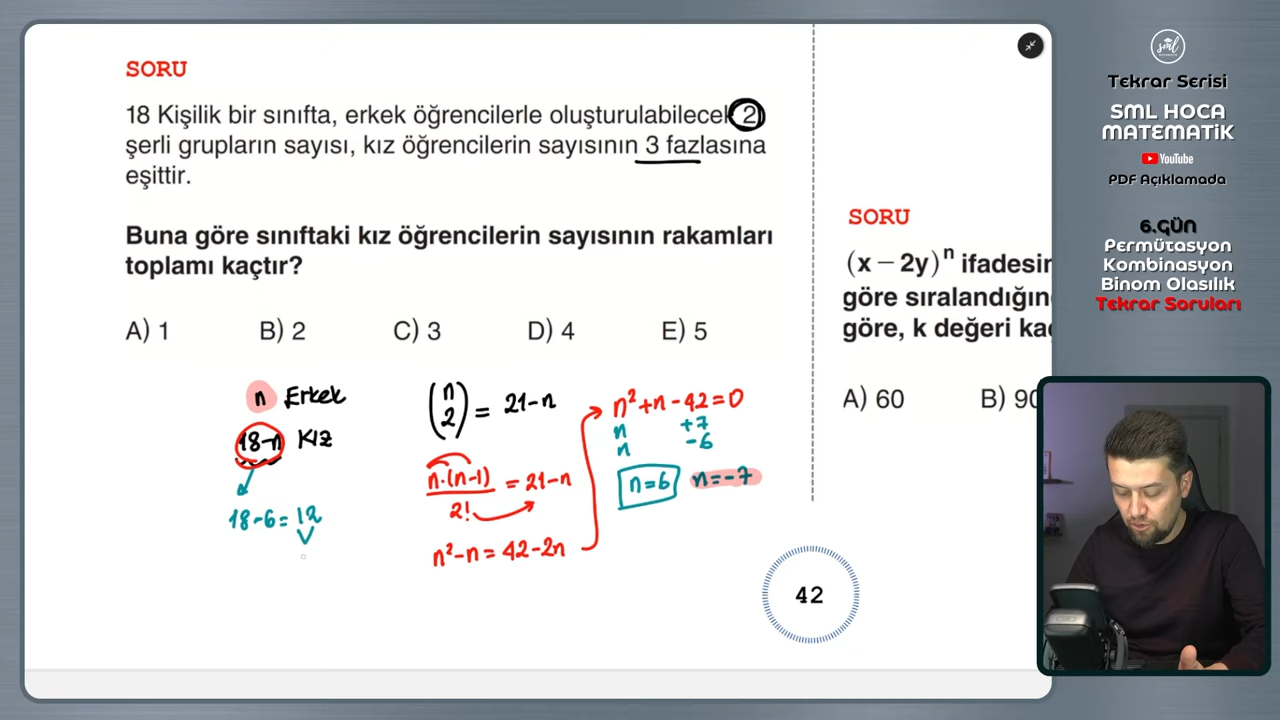 SORU
18 Kişilik bir sınıfta, erkek öğrencilerle oluşturulabilecek 2
şerli grupların sayısı, kız öğrencilerin sayısının 3 fazlasına
eşittir.
Buna göre sınıftaki kız öğrencilerin sayısının rakamları
toplamı kaçtır?
A) 1 B) 2 C) 3 D) 4 E) 5
n Erkek
18-n Kız
18-6=12
(n 2) = 21-n
n·(n-1)/2! = 21-n
n²-n = 42-2n
n²+n-42=0
n +7
n -6
n=6 n=-7
42
SORU
(x – 2y)ⁿ ifadesin
göre sıralandığın
göre, k değeri ka
A) 60 B) 90
sml
Tekrar Serisi
SML HOCA
MATEMATİK
YouTube
PDF Açıklamada
6.GÜN
Permütasyon
Kombinasyon
Binom Olasılık
Tekrar Soruları